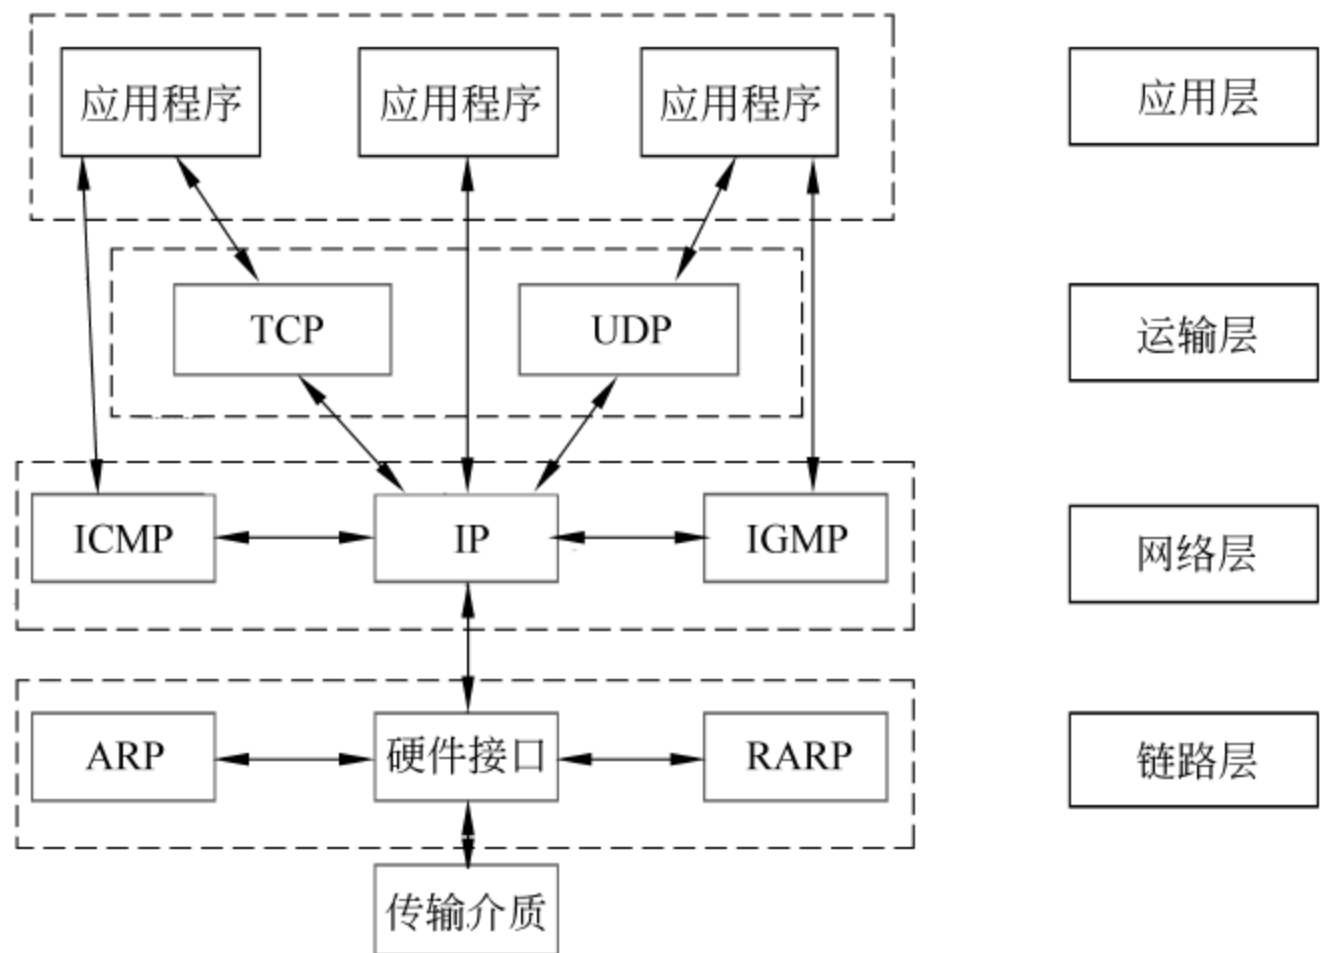 应用程序
应用程序
应用程序
应用层
TCP
UDP
运输层
ICMP
IP
IGMP
网络层
ARP
硬件接口
RARP
链路层
传输介质